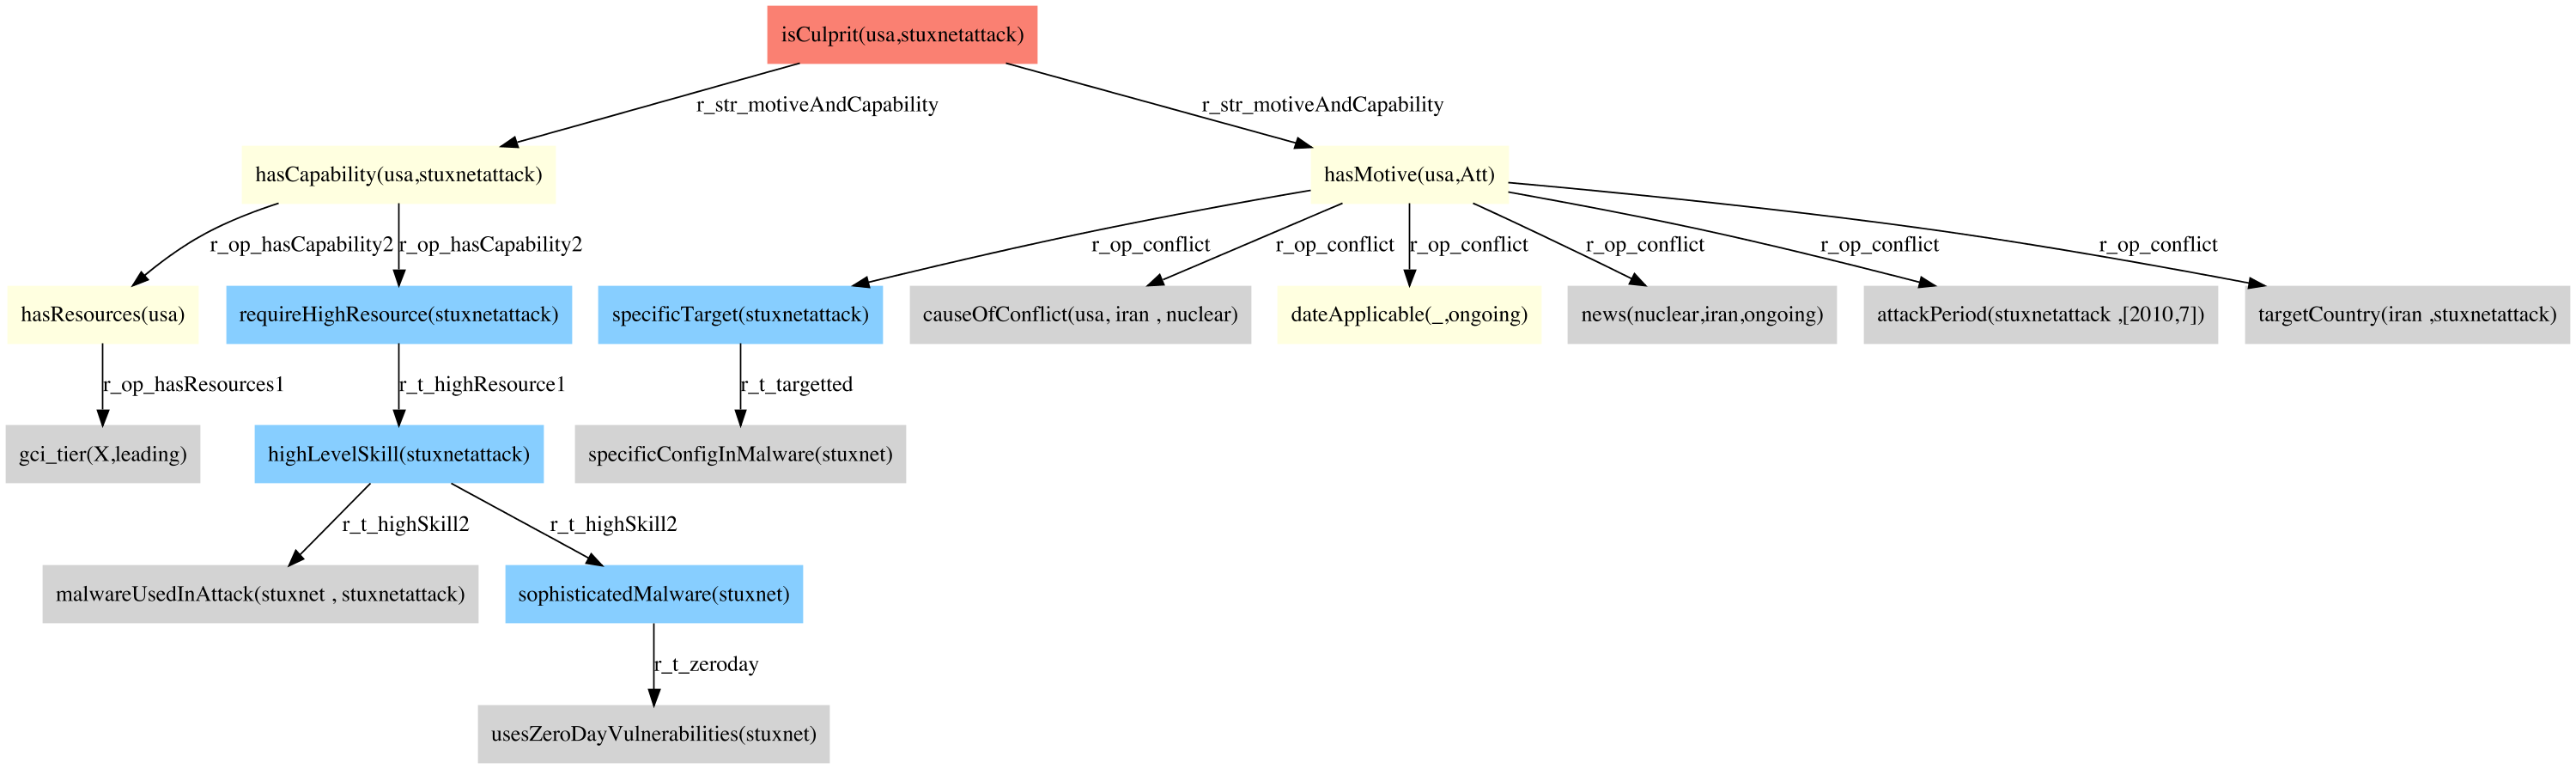 isCulprit(usa,stuxnetattack)
r_str_motiveAndCapability
r_str_motiveAndCapability
hasCapability(usa,stuxnetattack)
hasMotive(usa,Att)
r_op_hasCapability2
r_op_hasCapability2
r_op_conflict
r_op_conflict
r_op_conflict
r_op_conflict
r_op_conflict
r_op_conflict
hasResources(usa)
requireHighResource(stuxnetattack)
specificTarget(stuxnetattack)
causeOfConflict(usa, iran , nuclear)
dateApplicable(_,ongoing)
news(nuclear,iran,ongoing)
attackPeriod(stuxnetattack ,[2010,7])
targetCountry(iran ,stuxnetattack)
r_op_hasResources1
r_t_highResource1
r_t_targetted
gci_tier(X,leading)
highLevelSkill(stuxnetattack)
specificConfigInMalware(stuxnet)
r_t_highSkill2
r_t_highSkill2
malwareUsedInAttack(stuxnet , stuxnetattack)
sophisticatedMalware(stuxnet)
r_t_zeroday
usesZeroDayVulnerabilities(stuxnet)